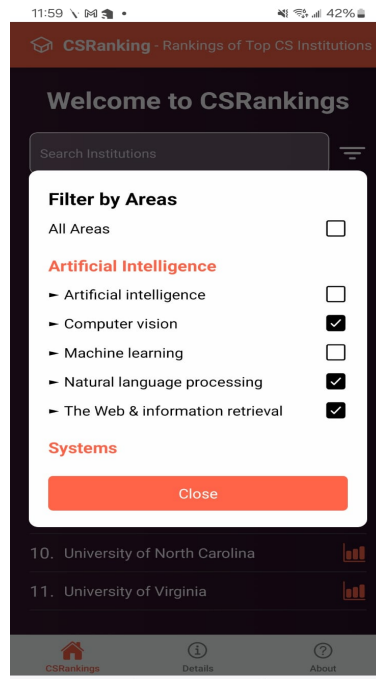 11:59 42%
CSRanking - Rankings of Top CS Institutions
Welcome to CSRankings
Search Institutions
Filter by Areas
All Areas
Artificial Intelligence
► Artificial intelligence
► Computer vision
► Machine learning
► Natural language processing
► The Web & information retrieval
Systems
Close
10. University of North Carolina
11. University of Virginia
CSRankings Details About